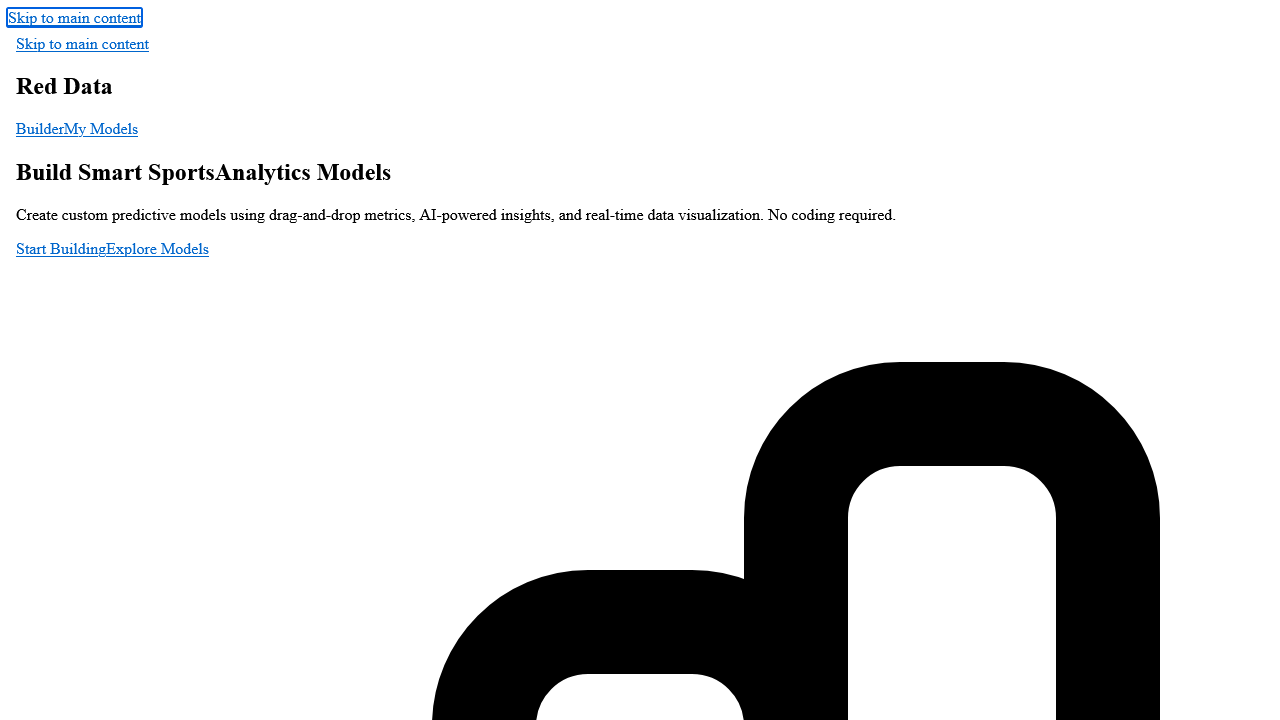 Skip to main content
Skip to main content
Red Data
BuilderMy Models
Build Smart SportsAnalytics Models
Create custom predictive models using drag-and-drop metrics, AI-powered insights, and real-time data visualization. No coding required.
Start BuildingExplore Models